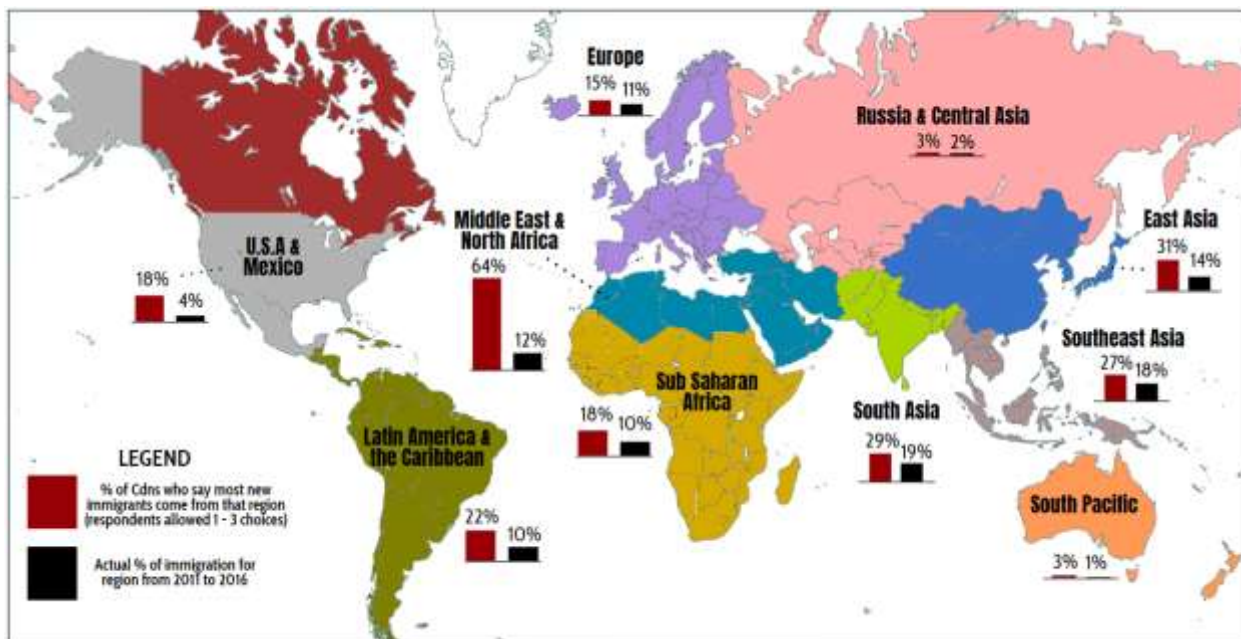 Europe
15% 11%
Russia & Central Asia
3% 2%
East Asia
31% 14%
Middle East &
North Africa
64%
12%
U.S.A &
Mexico
18%
4%
Southeast Asia
27% 18%
Sub Saharan
Africa
18% 10%
South Asia
29% 19%
Latin America &
the Caribbean
22%
10%
South Pacific
3% 1%
LEGEND
% of Cdns who say most new
immigrants come from that region
(respondents allowed 1 - 3 choices)
Actual % of immigration for
region from 2011 to 2016